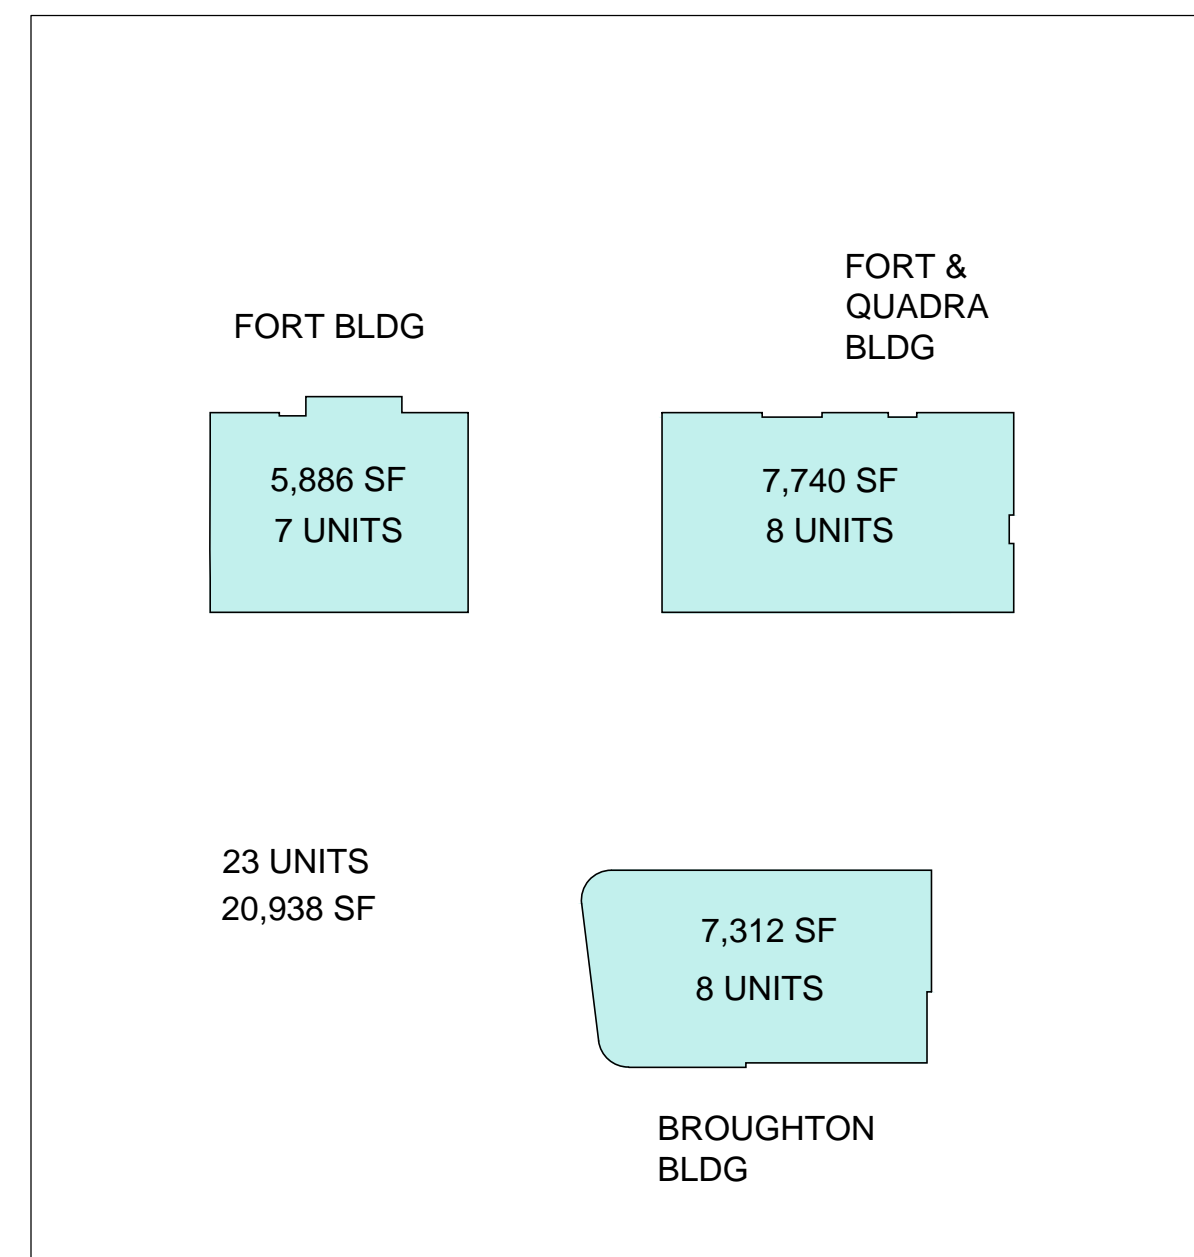 FORT BLDG
FORT &
QUADRA
BLDG
5,886 SF
7 UNITS
7,740 SF
8 UNITS
23 UNITS
20,938 SF
7,312 SF
8 UNITS
BROUGHTON
BLDG